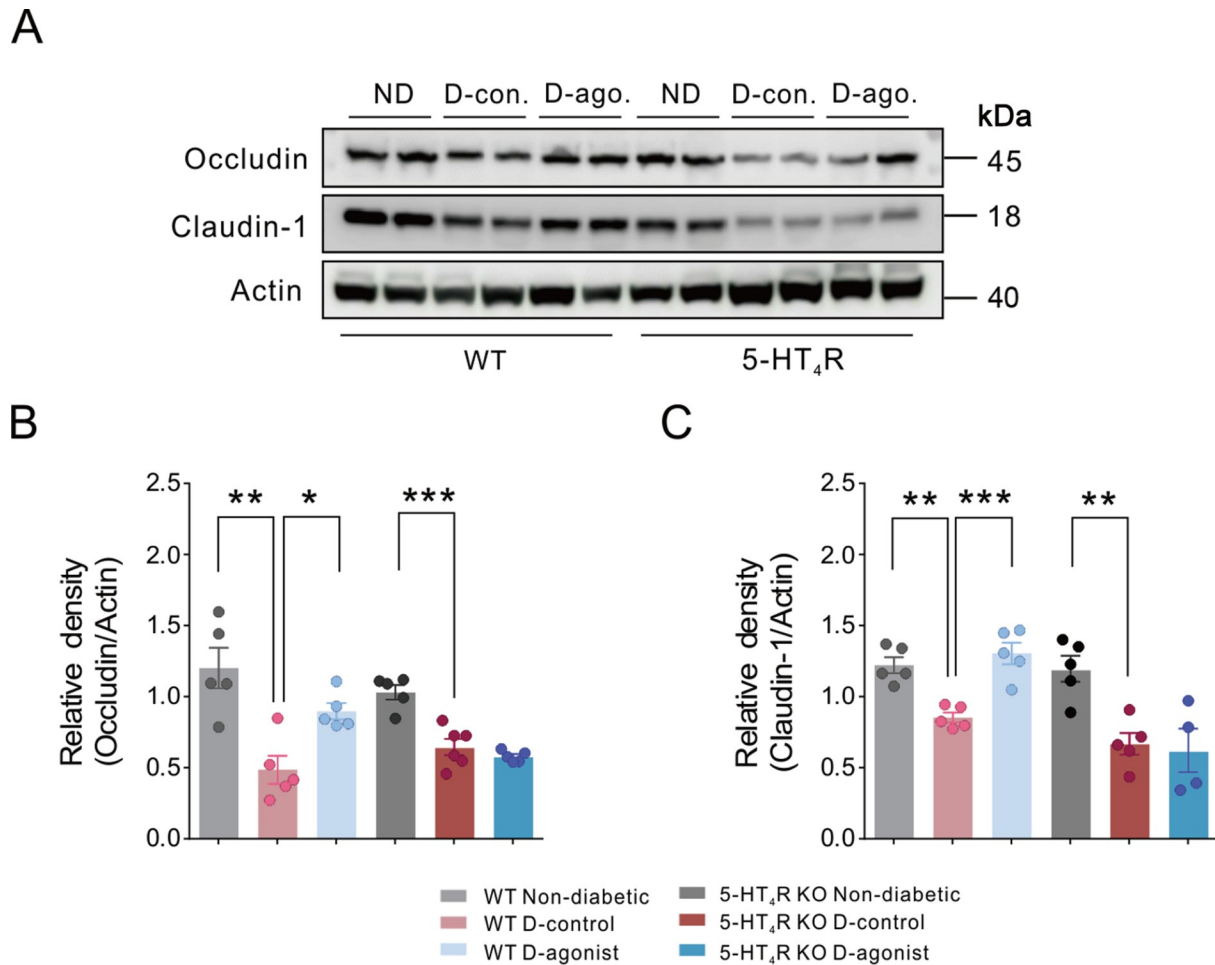 A
ND D-con. D-ago. ND D-con. D-ago.
kDa
Occludin 45
Claudin-1 18
Actin 40
WT 5-HT₄R
B
Relative density
(Occludin/Actin)
2.5
2.0
1.5
1.0
0.5
0.0
** * ***
C
Relative density
(Claudin-1/Actin)
2.5
2.0
1.5
1.0
0.5
0.0
** *** **
WT Non-diabetic 5-HT₄R KO Non-diabetic
WT D-control 5-HT₄R KO D-control
WT D-agonist 5-HT₄R KO D-agonist